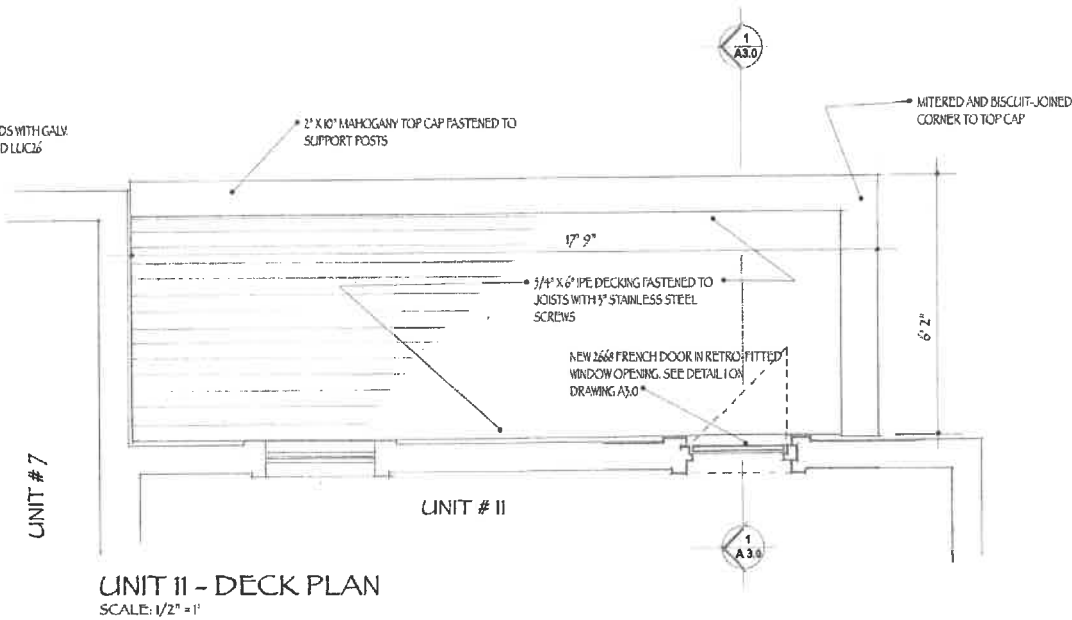 1
A3.0
MITERED AND BISCUIT-JOINED
CORNER TO TOP CAP
2" X 10" MAHOGANY TOP CAP FASTENED TO
SUPPORT POSTS
DS WITH GALV.
D LUC26
17' 9"
3/4" X 6" IPE DECKING FASTENED TO
JOISTS WITH 3" STAINLESS STEEL
SCREWS
6' 2"
NEW 2668 FRENCH DOOR IN RETRO-FITTED
WINDOW OPENING. SEE DETAIL 1 ON
DRAWING A3.0
UNIT # 7
UNIT # 11
1
A 3.0
UNIT 11 - DECK PLAN
SCALE: 1/2" = 1'